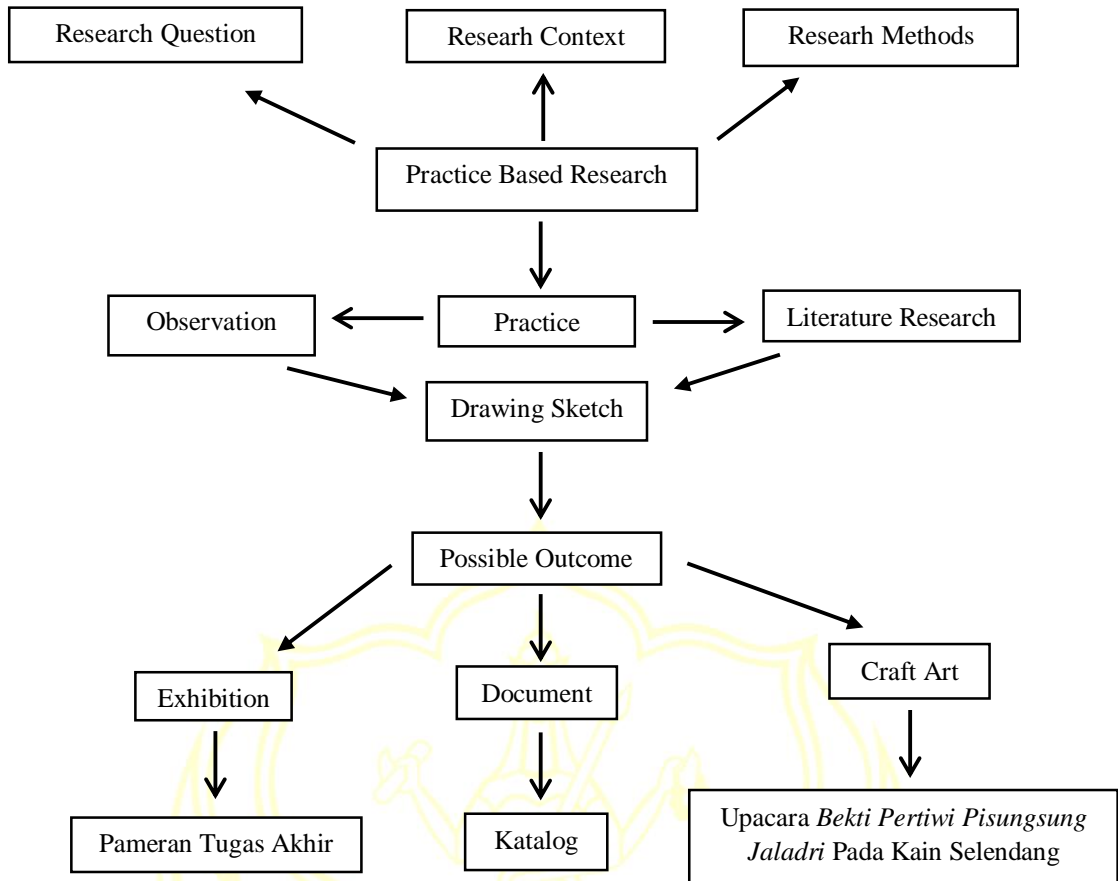 Research Question
Researh Context
Researh Methods
Practice Based Research
Observation
Practice
Literature Research
Drawing Sketch
Possible Outcome
Exhibition
Document
Craft Art
Pameran Tugas Akhir
Katalog
Upacara Bekti Pertiwi Pisungsung
Jaladri Pada Kain Selendang